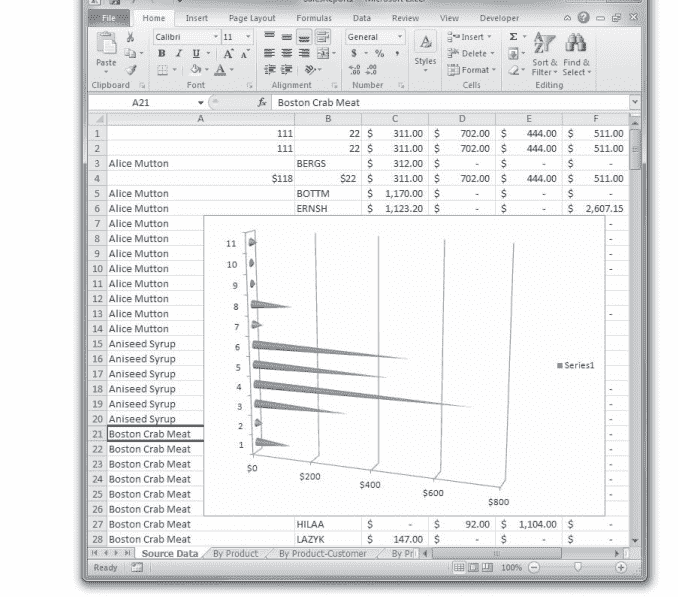 File Home Insert Page Layout Formulas Data Review View Developer
Calibri 11 General Insert
Paste B I U A A $ % Styles Delete Sort & Find &
Format Filter Select
Clipboard Font Alignment Number Cells Editing
A21 fx Boston Crab Meat
A B C D E F
1 111 22 $ 311.00 $ 702.00 $ 444.00 $ 511.00
2 111 22 $ 311.00 $ 702.00 $ 444.00 $ 511.00
3 Alice Mutton BERGS $ 312.00 $ - $ - $ -
4 $118 $22 $ 311.00 $ 702.00 $ 444.00 $ 511.00
5 Alice Mutton BOTTM $ 1,170.00 $ - $ - $ -
6 Alice Mutton ERNSH $ 1,123.20 $ - $ - $ 2,607.15
7 Alice Mutton -
8 Alice Mutton -
9 Alice Mutton -
10 Alice Mutton -
11 Alice Mutton
12 Alice Mutton
13 Alice Mutton -
14 Alice Mutton
15 Aniseed Syrup
16 Aniseed Syrup
17 Aniseed Syrup
18 Aniseed Syrup -
19 Aniseed Syrup -
20 Aniseed Syrup -
21 Boston Crab Meat -
22 Boston Crab Meat -
23 Boston Crab Meat -
24 Boston Crab Meat -
25 Boston Crab Meat -
26 Boston Crab Meat
27 Boston Crab Meat HILAA $ - $ 92.00 $ 1,104.00 $ -
28 Boston Crab Meat LAZYK $ 147.00 $ - $ - $ -
11
10
9
8
7
6
5
4
3
2
1
Series1
$0 $200 $400 $600 $800
Source Data By Product By Product-Customer By Pr
Ready 100%